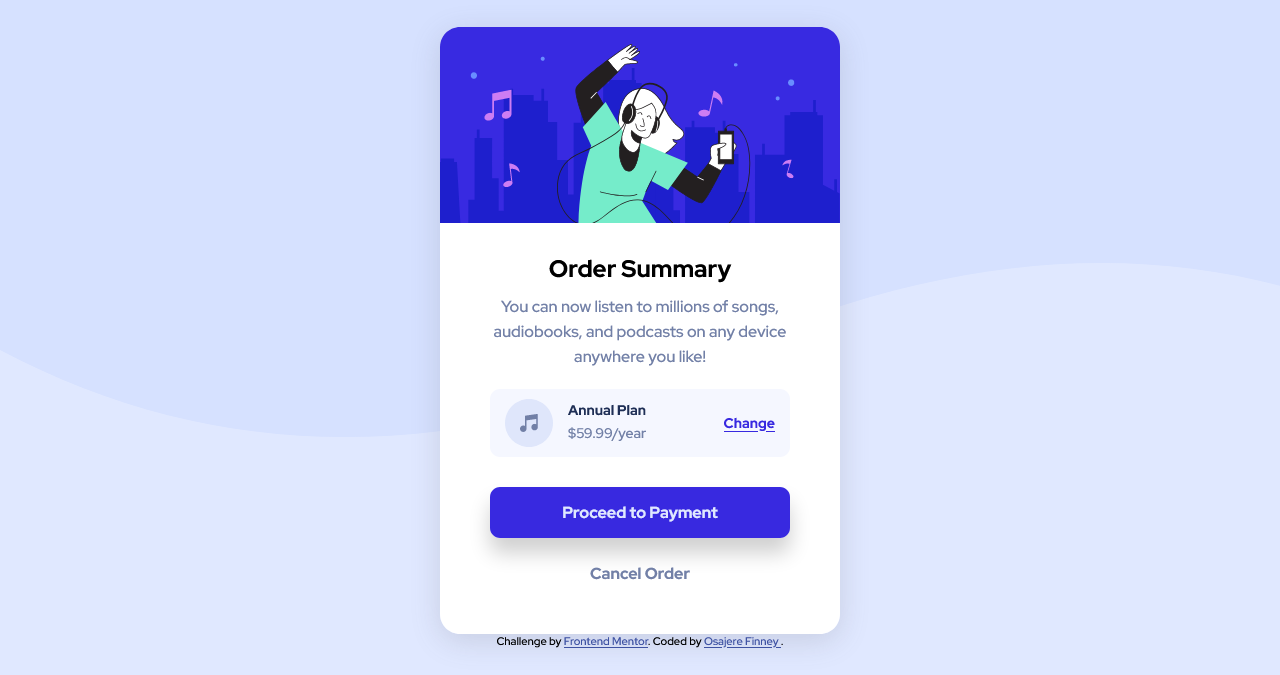 Order Summary
You can now listen to millions of songs,
audiobooks, and podcasts on any device
anywhere you like!
Annual Plan
$59.99/year
Change
Proceed to Payment
Cancel Order
Challenge by Frontend Mentor. Coded by Osajere Finney .